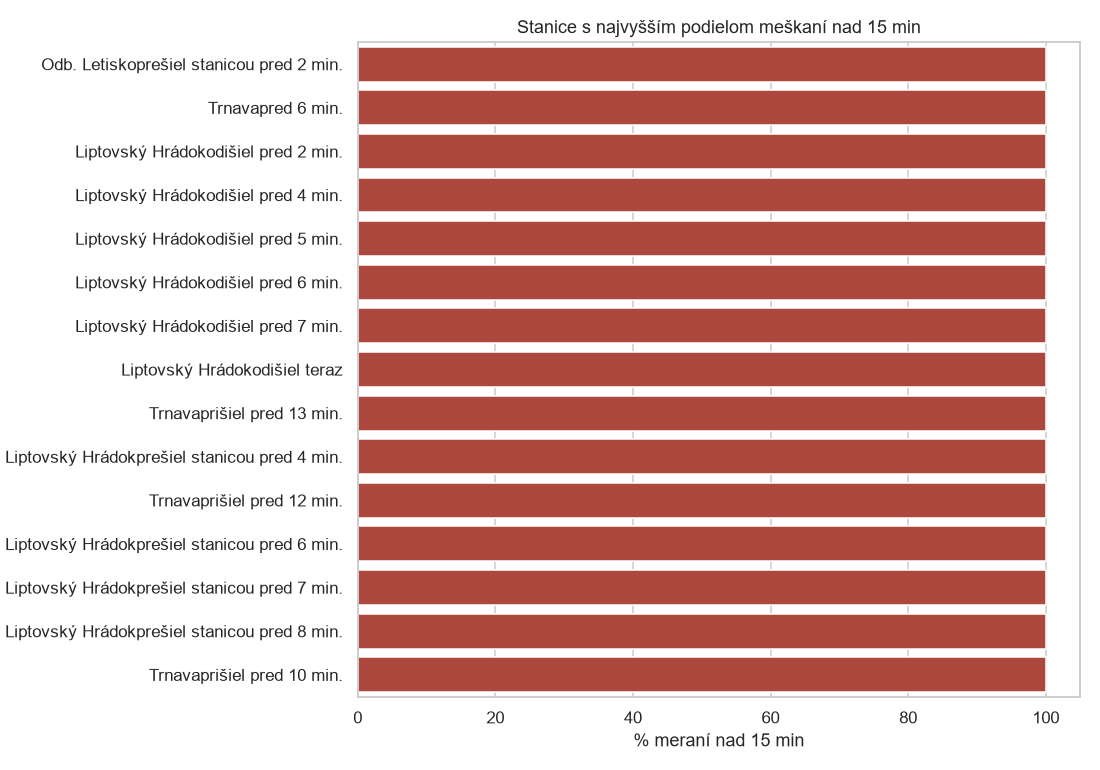 Stanice s najvyšším podielom meškaní nad 15 min
Odb. Letiskoprešiel stanicou pred 2 min.
Trnavapred 6 min.
Liptovský Hrádokodišiel pred 2 min.
Liptovský Hrádokodišiel pred 4 min.
Liptovský Hrádokodišiel pred 5 min.
Liptovský Hrádokodišiel pred 6 min.
Liptovský Hrádokodišiel pred 7 min.
Liptovský Hrádokodišiel teraz
Trnavaprišiel pred 13 min.
Liptovský Hrádokprešiel stanicou pred 4 min.
Trnavaprišiel pred 12 min.
Liptovský Hrádokprešiel stanicou pred 6 min.
Liptovský Hrádokprešiel stanicou pred 7 min.
Liptovský Hrádokprešiel stanicou pred 8 min.
Trnavaprišiel pred 10 min.
0 20 40 60 80 100
% meraní nad 15 min